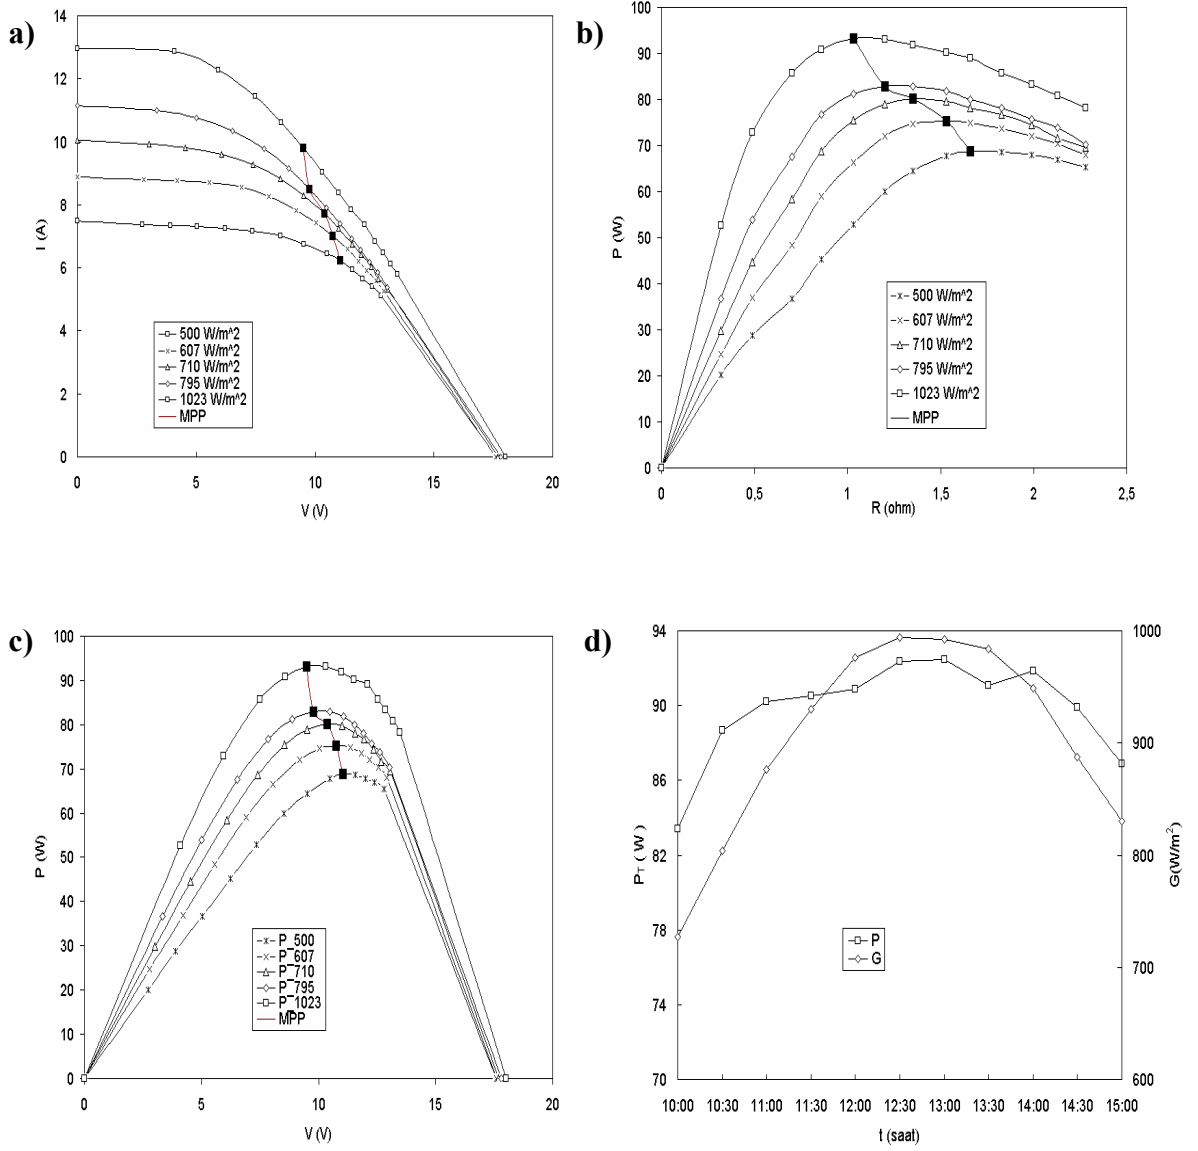 a)
14
12
10
8
6
4
2
0
I (A)
0 5 10 15 20
V (V)
500 W/m^2
607 W/m^2
710 W/m^2
795 W/m^2
1023 W/m^2
MPP
b)
100
90
80
70
60
50
40
30
20
10
0
P (W)
0 0,5 1 1,5 2 2,5
R (ohm)
500 W/m^2
607 W/m^2
710 W/m^2
795 W/m^2
1023 W/m^2
MPP
c)
100
90
80
70
60
50
40
30
20
10
0
P (W)
0 5 10 15 20
V (V)
P_500
P_607
P_710
P_795
P_1023
MPP
d)
94
90
86
82
78
74
70
PT ( W )
1000
900
800
700
600
G(W/m²)
10:00 10:30 11:00 11:30 12:00 12:30 13:00 13:30 14:00 14:30 15:00
t (saat)
P
G